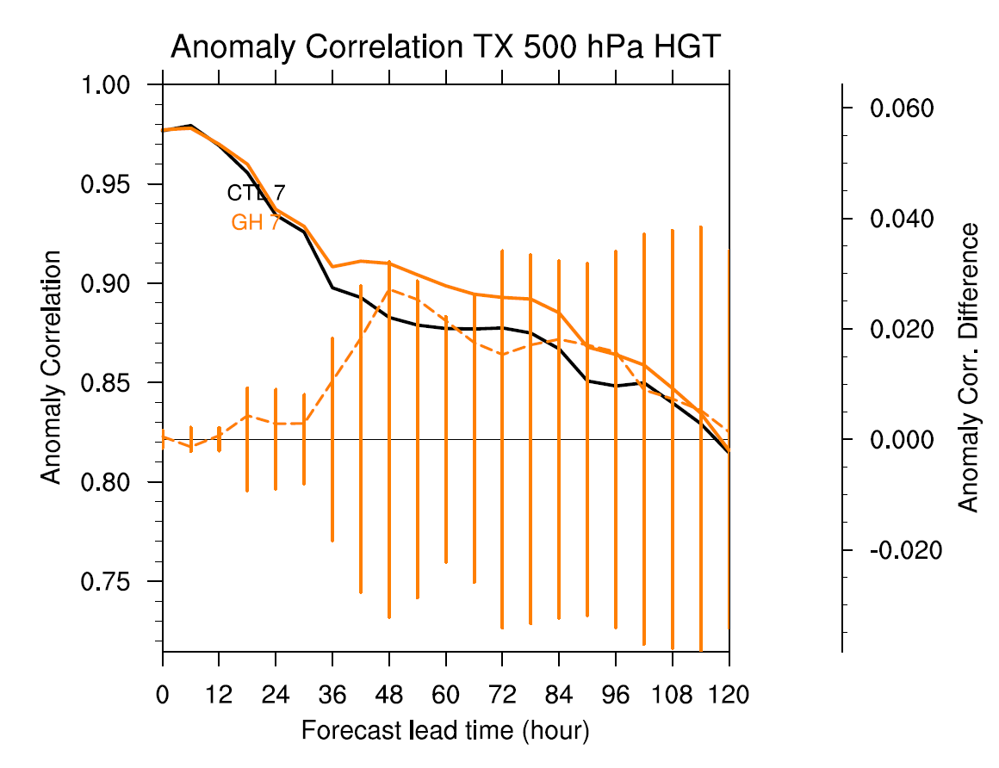 Anomaly Correlation TX 500 hPa HGT
1.00
0.95
0.90
0.85
0.80
0.75
Anomaly Correlation
CTL 7
GH 7
0.060
0.040
0.020
0.000
-0.020
Anomaly Corr. Difference
0 12 24 36 48 60 72 84 96 108 120
Forecast lead time (hour)